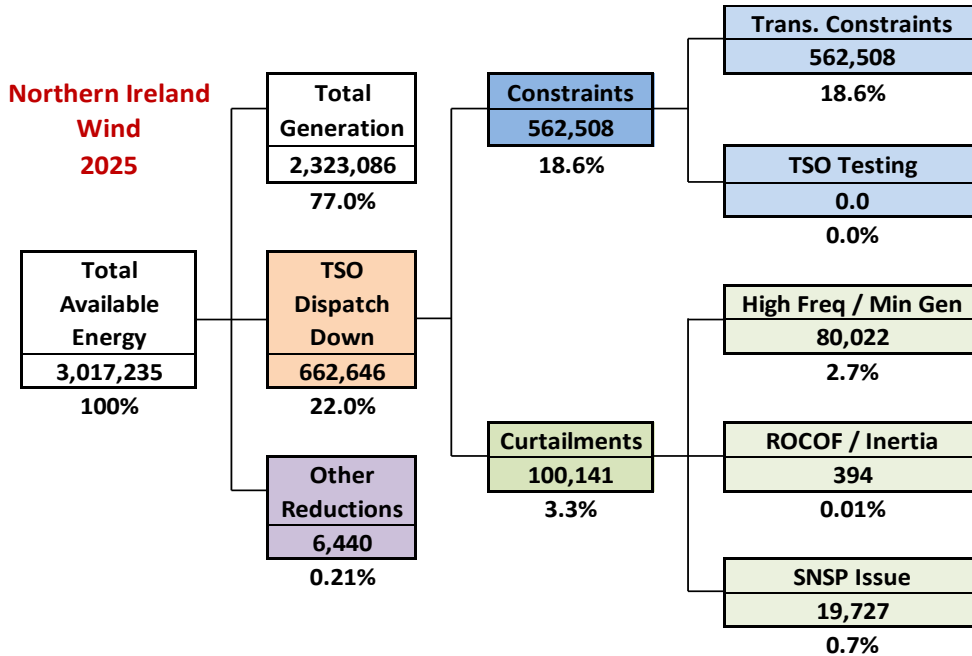 Northern Ireland
Wind
2025
Total
Available
Energy
3,017,235
100%
Total
Generation
2,323,086
77.0%
TSO
Dispatch
Down
662,646
22.0%
Other
Reductions
6,440
0.21%
Constraints
562,508
18.6%
Curtailments
100,141
3.3%
Trans. Constraints
562,508
18.6%
TSO Testing
0.0
0.0%
High Freq / Min Gen
80,022
2.7%
ROCOF / Inertia
394
0.01%
SNSP Issue
19,727
0.7%